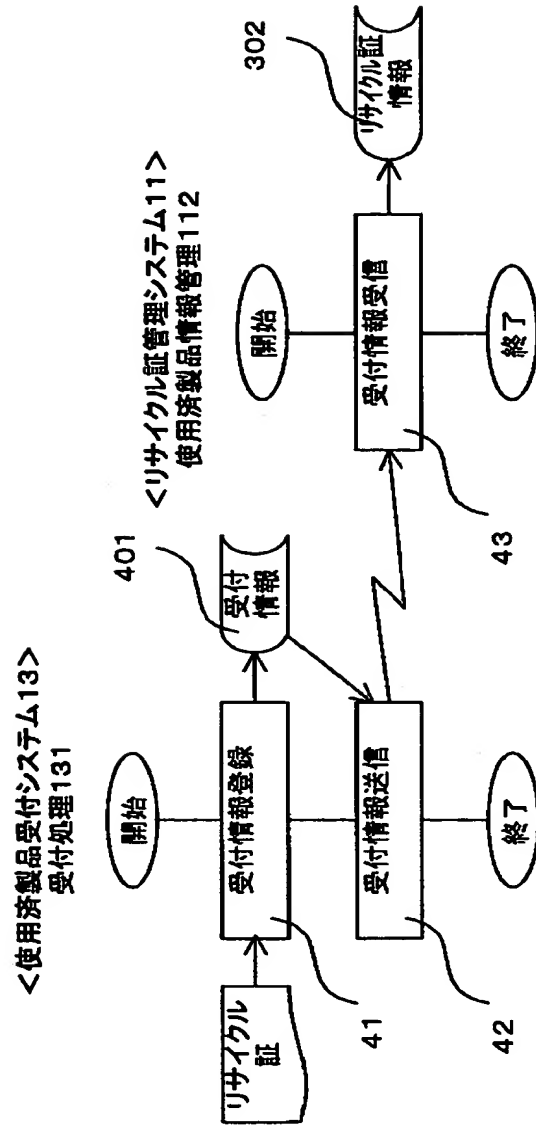 <使用済製品受付システム13>
受付処理131
開始
リサイクル
証
受付情報登録
41
受付
情報
401
受付情報送信
42
終了
<リサイクル証管理システム11>
使用済製品情報管理112
開始
受付情報受信
43
リサイクル証
情報
302
終了